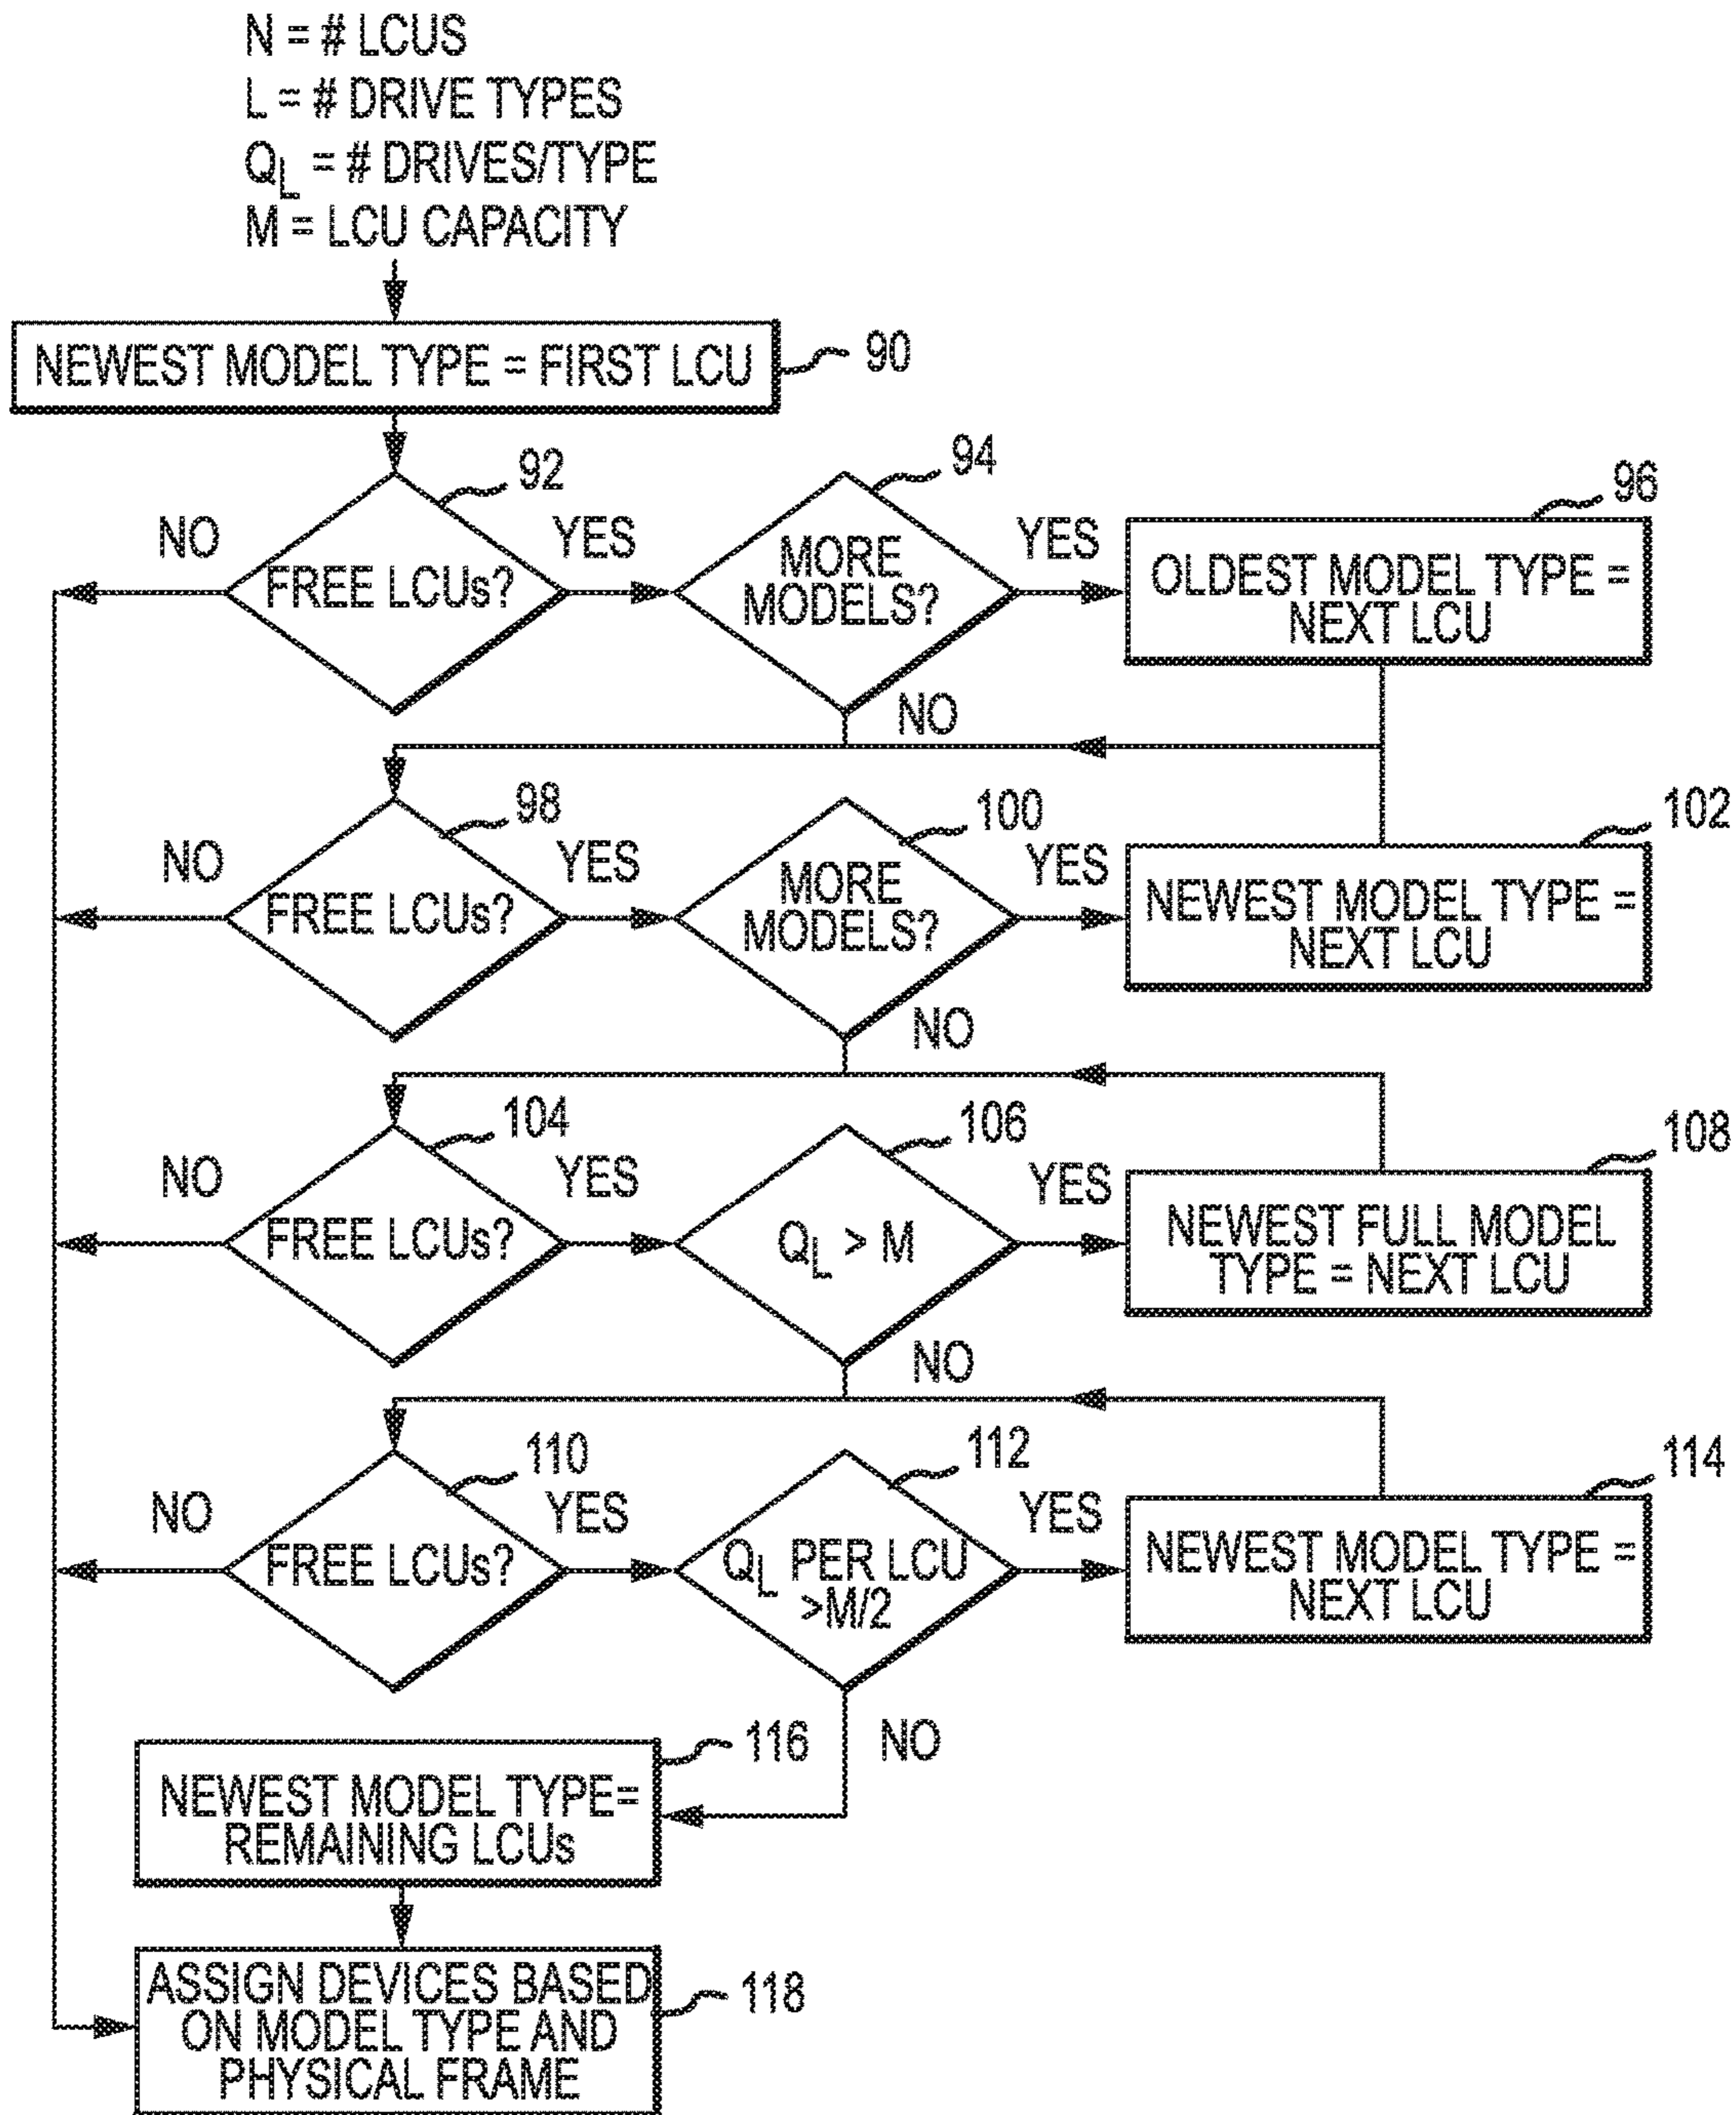 N = # LCUS
L = # DRIVE TYPES
QL = # DRIVES/TYPE
M = LCU CAPACITY
NEWEST MODEL TYPE = FIRST LCU
90
92
94
96
NO
FREE LCUs?
YES
MORE
MODELS?
YES
OLDEST MODEL TYPE =
NEXT LCU
NO
98
100
102
NO
FREE LCUs?
YES
MORE
MODELS?
YES
NEWEST MODEL TYPE =
NEXT LCU
NO
104
106
108
NO
FREE LCUs?
YES
QL > M
YES
NEWEST FULL MODEL
TYPE = NEXT LCU
NO
110
112
114
NO
FREE LCUs?
YES
QL PER LCU
>M/2
YES
NEWEST MODEL TYPE =
NEXT LCU
NO
116
NEWEST MODEL TYPE=
REMAINING LCUs
118
ASSIGN DEVICES BASED
ON MODEL TYPE AND
PHYSICAL FRAME